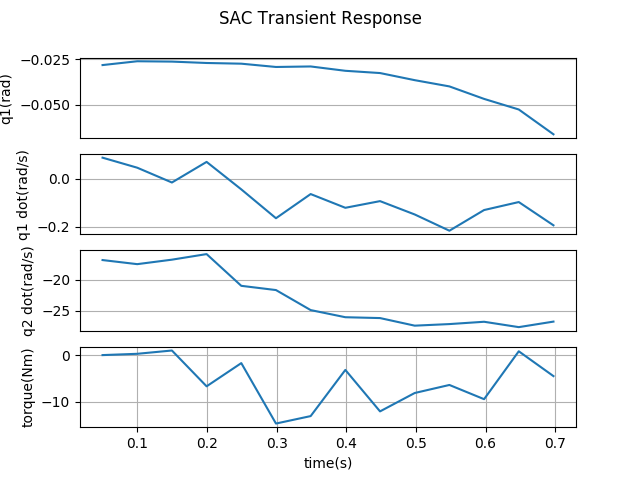 SAC Transient Response
q1(rad)
−0.025
−0.050
q1 dot(rad/s)
0.0
−0.2
q2 dot(rad/s)
−20
−25
torque(Nm)
0
−10
0.1 0.2 0.3 0.4 0.5 0.6 0.7
time(s)